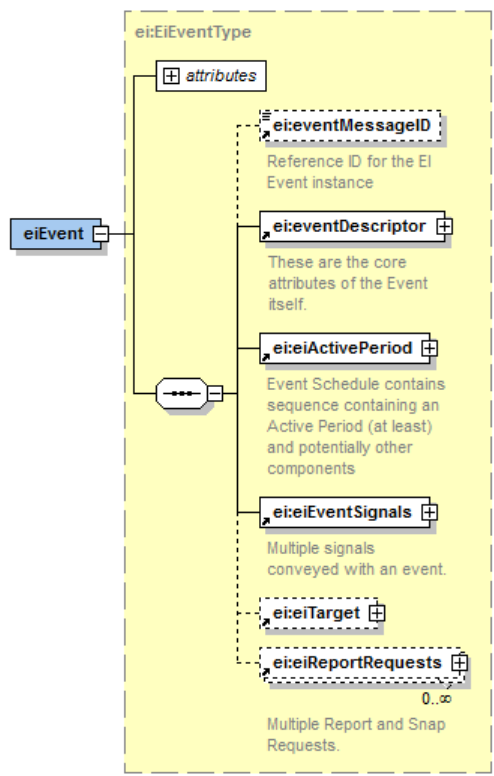 ei:EiEventType
attributes
ei:eventMessageID
Reference ID for the EI
Event instance
eiEvent
ei:eventDescriptor
These are the core
attributes of the Event
itself.
ei:eiActivePeriod
Event Schedule contains
sequence containing an
Active Period (at least)
and potentially other
components
ei:eiEventSignals
Multiple signals
conveyed with an event.
ei:eiTarget
ei:eiReportRequests
0..∞
Multiple Report and Snap
Requests.